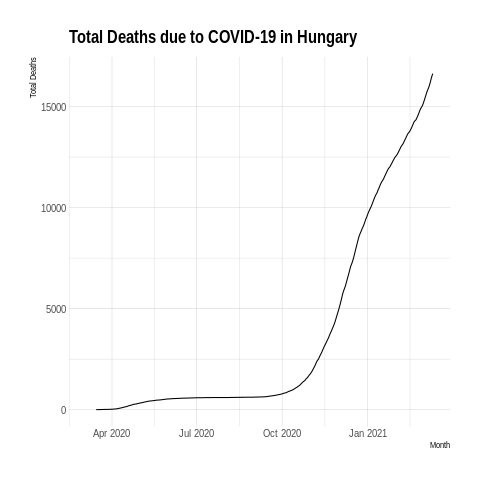 Total Deaths due to COVID-19 in Hungary
Total Deaths
15000
10000
5000
0
Apr 2020 Jul 2020 Oct 2020 Jan 2021
Month